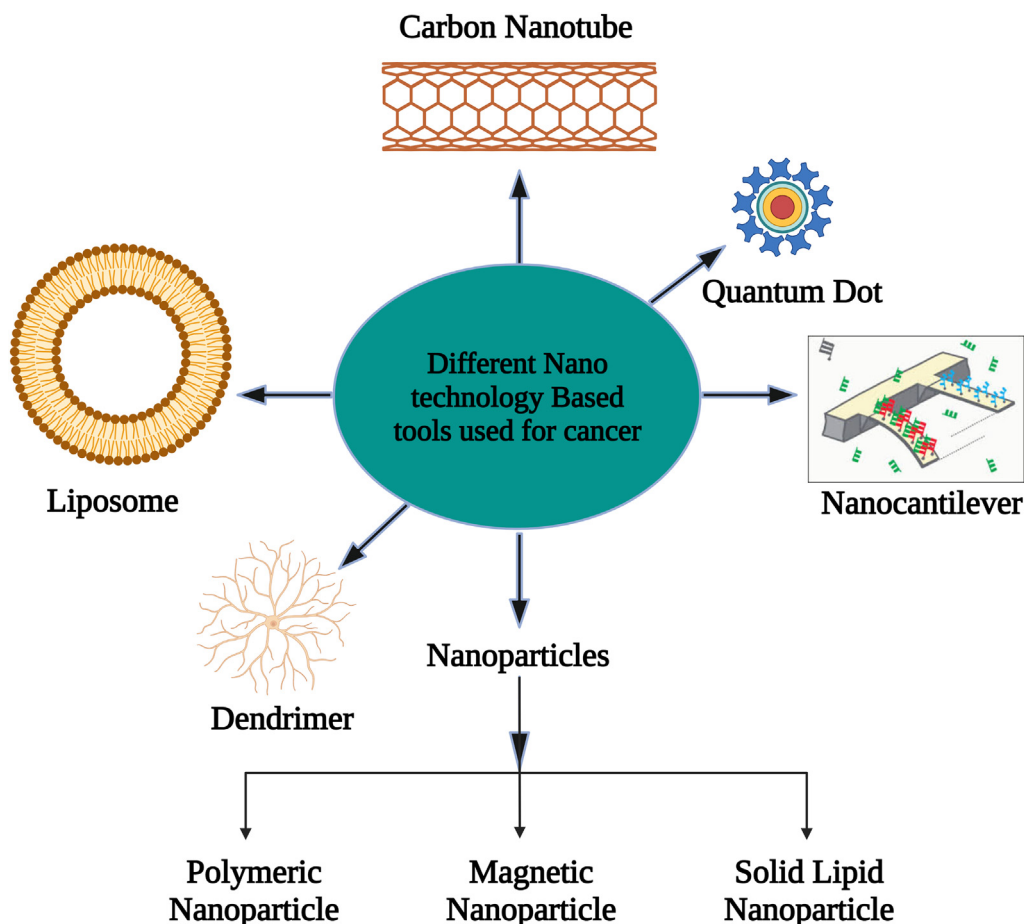 Carbon Nanotube
Quantum Dot
Different Nano
technology Based
tools used for cancer
Liposome
Nanocantilever
Nanoparticles
Dendrimer
Polymeric
Nanoparticle
Magnetic
Nanoparticle
Solid Lipid
Nanoparticle